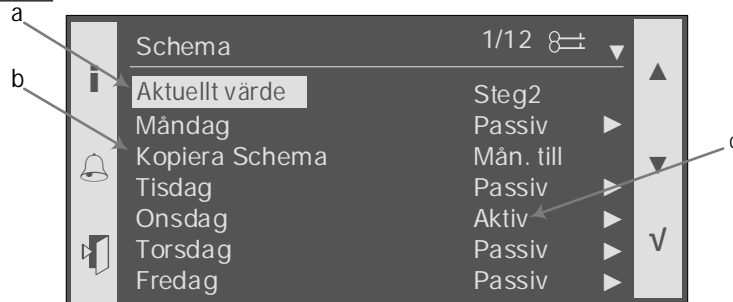 a
Schema 1/12
b
Aktuellt värde Steg2
Måndag Passiv
Kopiera Schema Mån. till
Tisdag Passiv
Onsdag Aktiv
Torsdag Passiv
Fredag Passiv
i
√